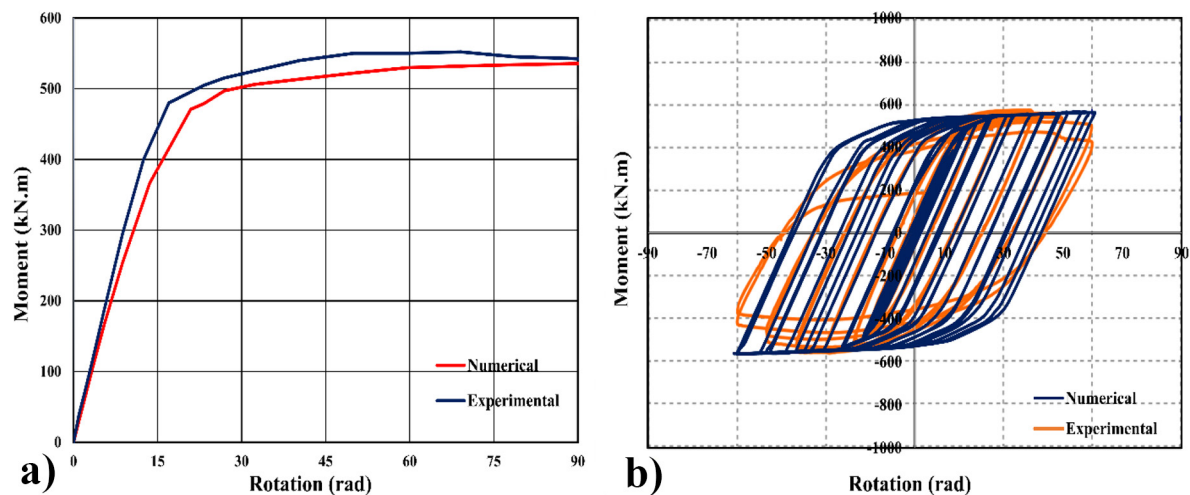 600
500
400
300
200
100
0
Moment (kN.m)
Numerical
Experimental
0 15 30 45 60 75 90
Rotation (rad)
a)
1000
800
600
400
200
0
-90 -70 -50 -30 -10 10 30 50 70 90
-200
-400
-600
-800
-1000
Moment (kN.m)
Numerical
Experimental
Rotation (rad)
b)